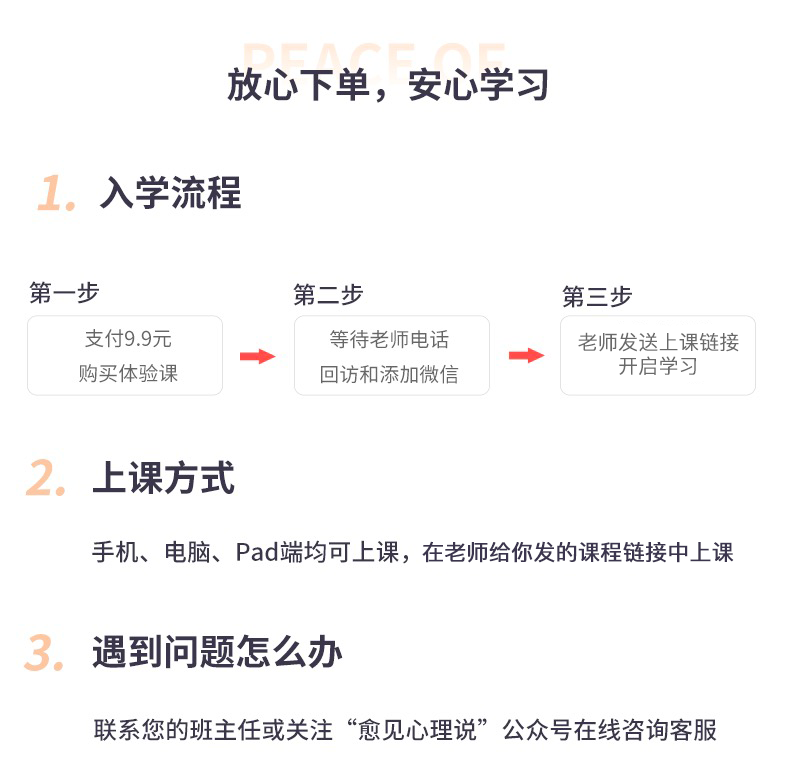 PEACE OF
放心下单，安心学习
1. 入学流程
第一步
支付9.9元
购买体验课
第二步
等待老师电话
回访和添加微信
第三步
老师发送上课链接
开启学习
2. 上课方式
手机、电脑、Pad端均可上课，在老师给你发的课程链接中上课
3. 遇到问题怎么办
联系您的班主任或关注“愈见心理说”公众号在线咨询客服